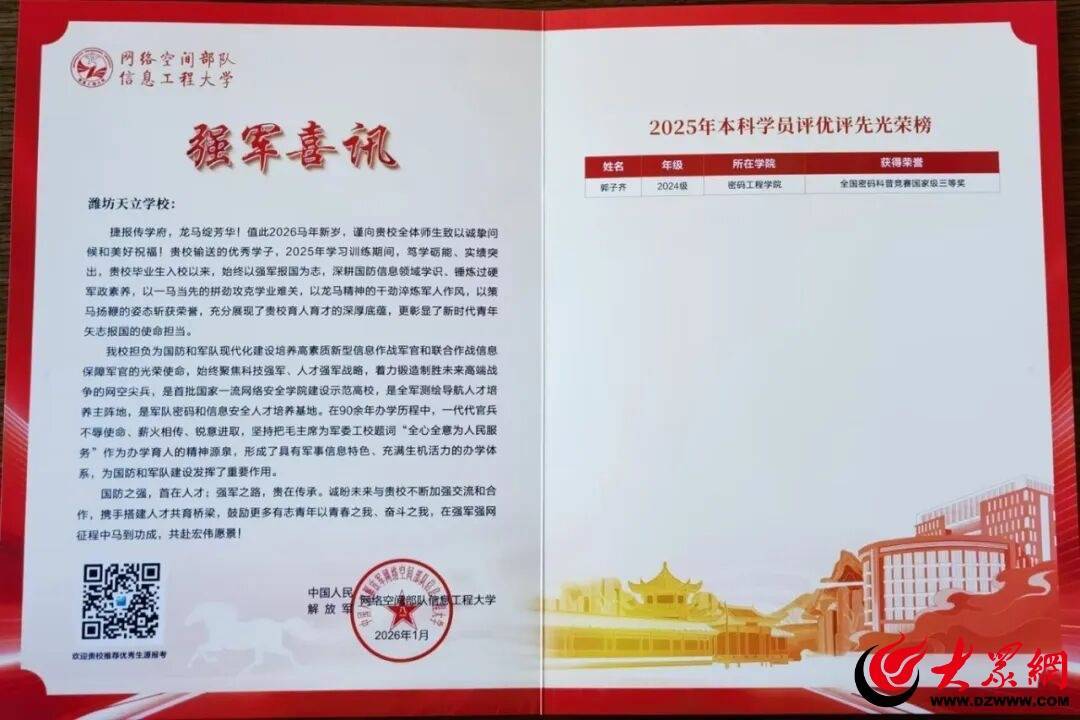 网络空间部队
信息工程大学
强军喜讯
潍坊天立学校：
捷报传学府，龙马绽芳华！值此2026马年新岁，谨向贵校全体师生致以诚挚问
候和美好祝福！贵校输送的优秀学子，2025年学习训练期间，笃学砺能、实绩突
出，贵校毕业生入校以来，始终以强军报国为志，深耕国防信息领域学识、锤炼过硬
军政素养，以一马当先的拼劲攻克学业难关，以龙马精神的干劲淬炼军人作风，以策
马扬鞭的姿态斩获荣誉，充分展现了贵校育人育才的深厚底蕴，更彰显了新时代青年
矢志报国的使命担当。
我校担负为国防和军队现代化建设培养高素质新型信息作战军官和联合作战信息
保障军官的光荣使命，始终聚焦科技强军、人才强军战略，着力锻造制胜未来高端战
争的网空尖兵，是首批国家一流网络安全学院建设示范高校，是全军测绘导航人才培
养主阵地，是军队密码和信息安全人才培养基地。在90余年办学历程中，一代代官兵
不辱使命、薪火相传、锐意进取，坚持把毛主席为军委工校题词“全心全意为人民服
务”作为办学育人的精神源泉，形成了具有军事信息特色、充满生机活力的办学体
系，为国防和军队建设发挥了重要作用。
国防之强，首在人才；强军之路，贵在传承。诚盼未来与贵校不断加强交流和合
作，携手搭建人才共育桥梁，鼓励更多有志青年以青春之我、奋斗之我，在强军强网
征程中马到功成，共赴宏伟愿景！
中国人民
解放军 网络空间部队信息工程大学
2026年1月
欢迎贵校推荐优秀生源报考
2025年本科学员评优评先光荣榜
姓名 年级 所在学院 获得荣誉
郭子齐 2024级 密码工程学院 全国密码科普竞赛国家级三等奖
大眾網
WWW.DZWWW.COM